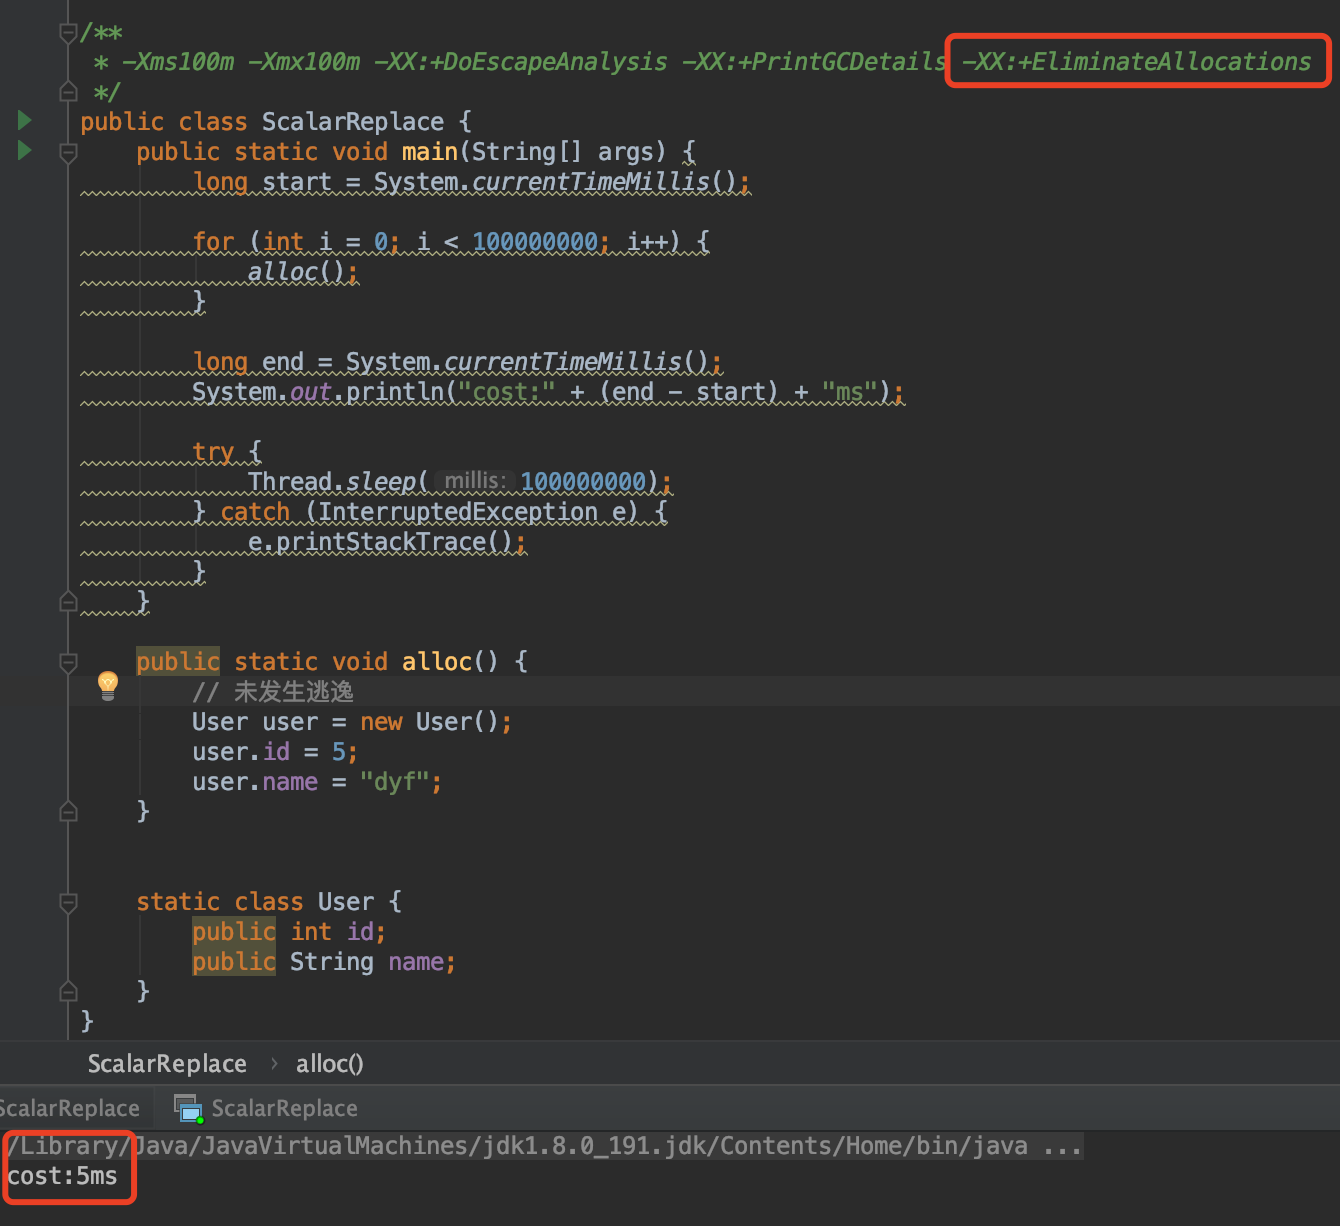 /**
 * -Xms100m -Xmx100m -XX:+DoEscapeAnalysis -XX:+PrintGCDetails -XX:+EliminateAllocations
 */
public class ScalarReplace {
    public static void main(String[] args) {
        long start = System.currentTimeMillis();
        for (int i = 0; i < 100000000; i++) {
            alloc();
        }
        long end = System.currentTimeMillis();
        System.out.println("cost:" + (end - start) + "ms");
        try {
            Thread.sleep( millis: 100000000);
        } catch (InterruptedException e) {
            e.printStackTrace();
        }
    }
    public static void alloc() {
        // 未发生逃逸
        User user = new User();
        user.id = 5;
        user.name = "dyf";
    }
    static class User {
        public int id;
        public String name;
    }
}
ScalarReplace › alloc()
ScalarReplace ScalarReplace
/Library/Java/JavaVirtualMachines/jdk1.8.0_191.jdk/Contents/Home/bin/java ...
cost:5ms